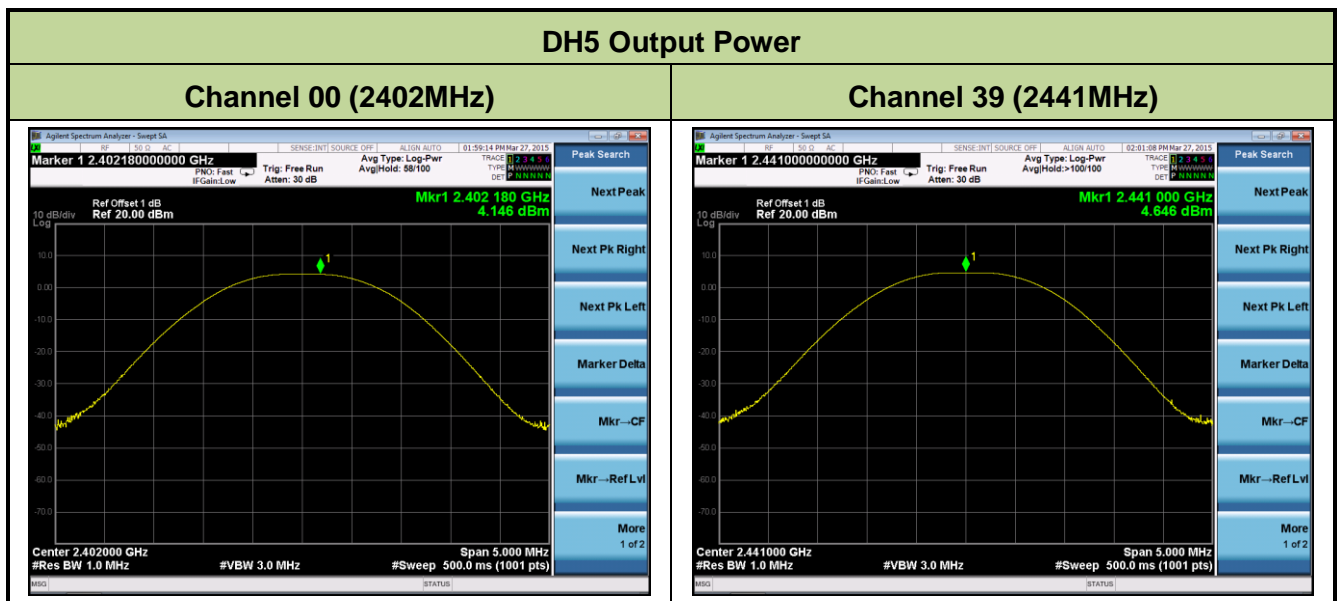 DH5 Output Power
Channel 00 (2402MHz)
Channel 39 (2441MHz)
Agilent Spectrum Analyzer - Swept SA
RF 50 Ω AC SENSE:INT SOURCE OFF ALIGN AUTO 01:59:14 PM Mar 27, 2015
Marker 1 2.402180000000 GHz
PNO: Fast
IFGain:Low
Trig: Free Run
Atten: 30 dB
Avg Type: Log-Pwr
Avg|Hold: 58/100
TRACE 1 2 3 4 5 6
TYPE M W W W W W
DET P N N N N N
Mkr1 2.402 180 GHz
4.146 dBm
Ref Offset 1 dB
10 dB/div Ref 20.00 dBm
Log
1
10.0
0.00
-10.0
-20.0
-30.0
-40.0
-50.0
-60.0
-70.0
Center 2.402000 GHz Span 5.000 MHz
#Res BW 1.0 MHz #VBW 3.0 MHz #Sweep 500.0 ms (1001 pts)
MSG STATUS
Peak Search
Next Peak
Next Pk Right
Next Pk Left
Marker Delta
Mkr→CF
Mkr→Ref Lvl
More
1 of 2
Agilent Spectrum Analyzer - Swept SA
RF 50 Ω AC SENSE:INT SOURCE OFF ALIGN AUTO 02:01:08 PM Mar 27, 2015
Marker 1 2.441000000000 GHz
PNO: Fast
IFGain:Low
Trig: Free Run
Atten: 30 dB
Avg Type: Log-Pwr
Avg|Hold:>100/100
TRACE 1 2 3 4 5 6
TYPE M W W W W W
DET P N N N N N
Mkr1 2.441 000 GHz
4.646 dBm
Ref Offset 1 dB
10 dB/div Ref 20.00 dBm
Log
1
10.0
0.00
-10.0
-20.0
-30.0
-40.0
-50.0
-60.0
-70.0
Center 2.441000 GHz Span 5.000 MHz
#Res BW 1.0 MHz #VBW 3.0 MHz #Sweep 500.0 ms (1001 pts)
MSG STATUS
Peak Search
Next Peak
Next Pk Right
Next Pk Left
Marker Delta
Mkr→CF
Mkr→Ref Lvl
More
1 of 2